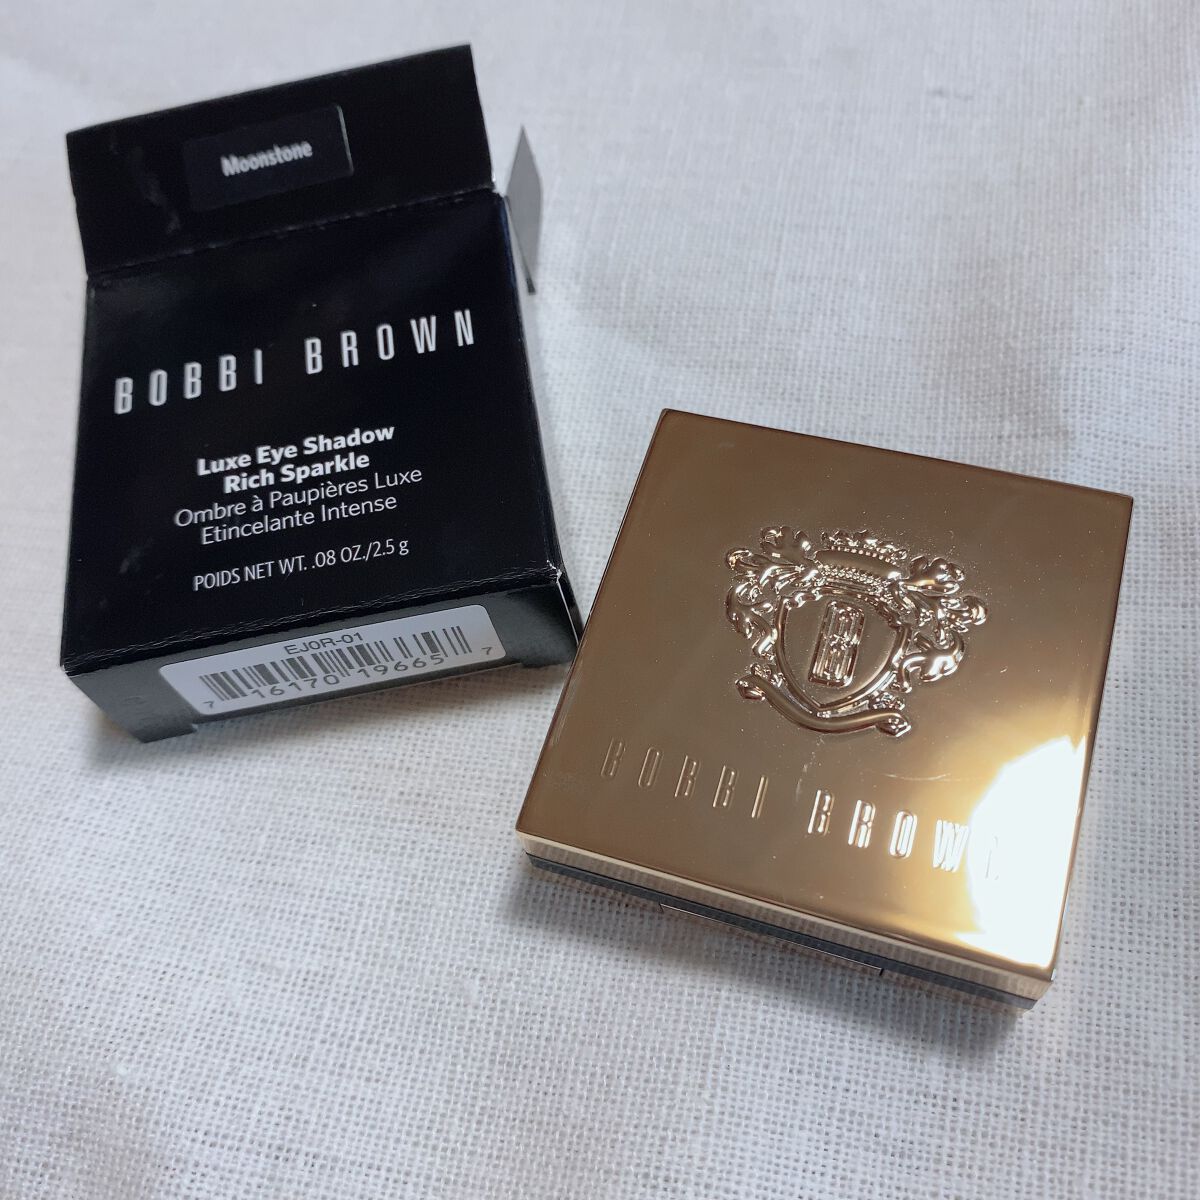 Moonstone
BOBBI BROWN
Luxe Eye Shadow
Rich Sparkle
Ombre à Paupières Luxe
Etincelante Intense
POIDS NET WT. .08 OZ./2.5 g
EJ0R-01
7 16170 19665 7
BB
BOBBI BROWN